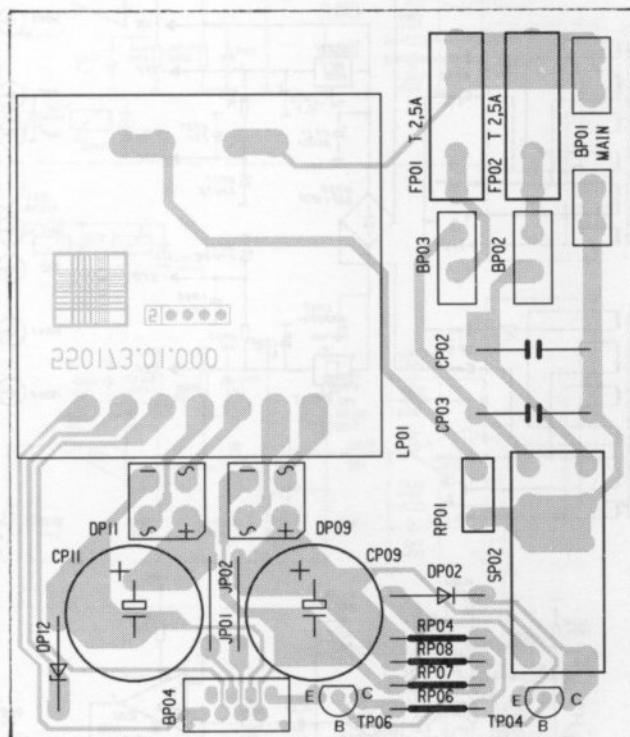 T 2,5A
T 2,5A
BP01
MAIN
FP01
FP02
BP03
BP02
S
550173.01.000
CP02
CP03
LP01
RP01
SP02
DP11
DP09
CP11
CP09
JP02
JP01
DP02
DP12
RP04
RP08
RP07
RP06
BP04
E
C
B
TP06
TP04
E
C
B